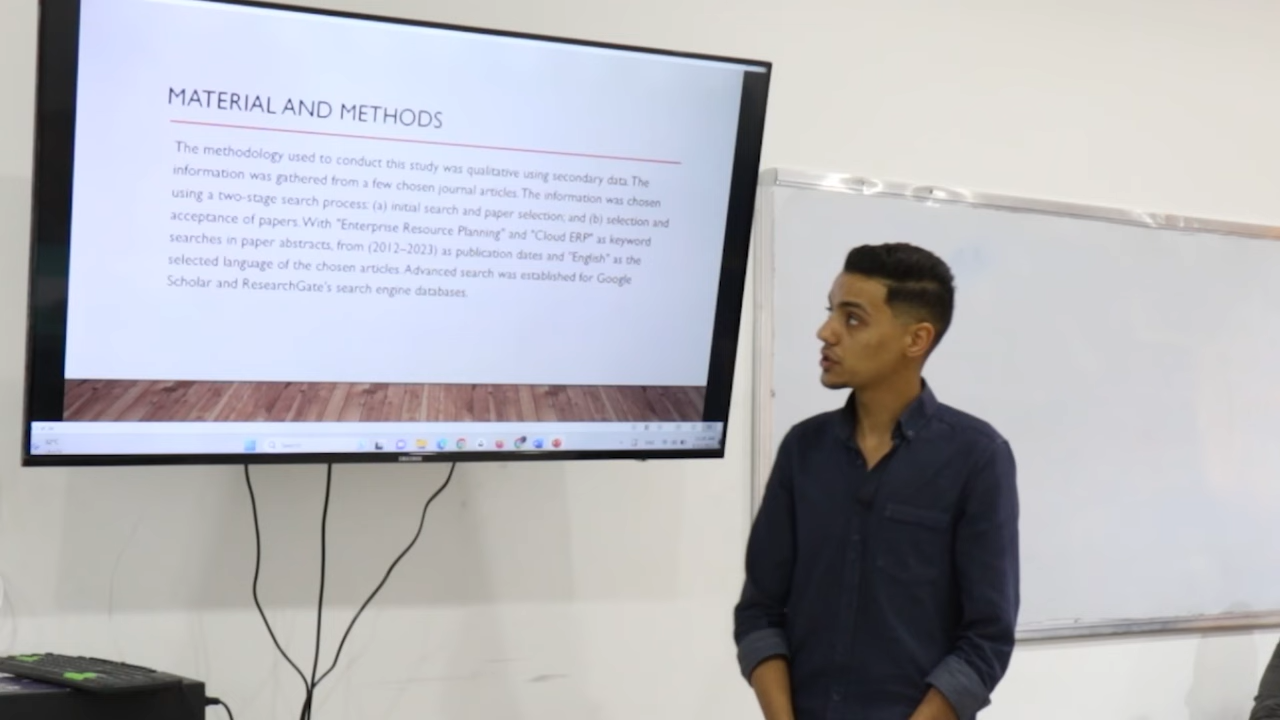 MATERIAL AND METHODS
The methodology used to conduct this study was qualitative using secondary data. The
information was gathered from a few chosen journal articles. The information was chosen
using a two-stage search process: (a) initial search and paper selection; and (b) selection and
acceptance of papers. With "Enterprise Resource Planning" and "Cloud ERP" as keyword
searches in paper abstracts, from (2012–2023) as publication dates and "English" as the
selected language of the chosen articles. Advanced search was established for Google
Scholar and ResearchGate's search engine databases.
Search